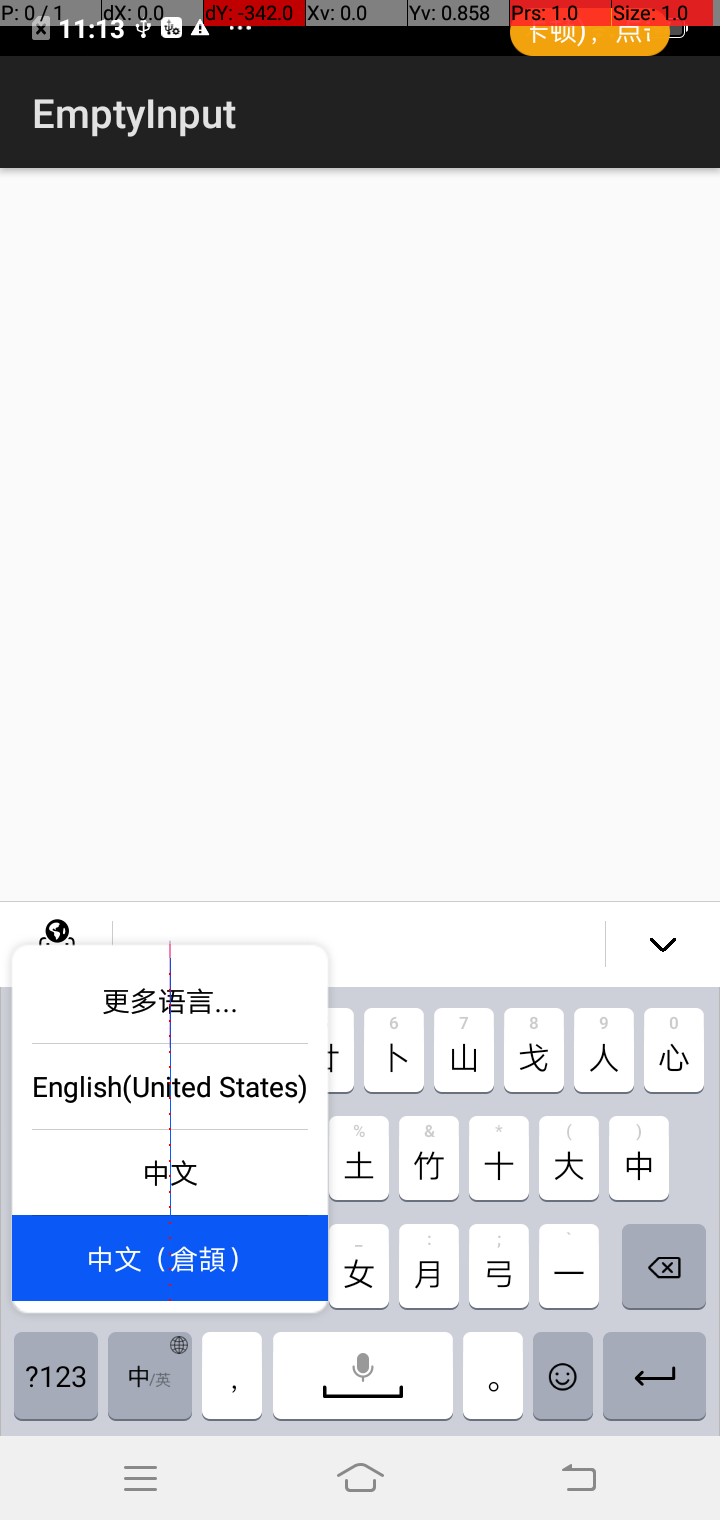 P: 0 / 1 dX: 0.0 dY: -342.0 Xv: 0.0 Yv: 0.858 Prs: 1.0 Size: 1.0
11:13 ... 卡顿)，点
EmptyInput
更多语言...
English(United States)
中文
中文（倉頡）
6 7 8 9 0
卜 山 戈 人 心
% & * ( )
土 竹 十 大 中
_ : ; `
女 月 弓 一
?123 中/英 , 。